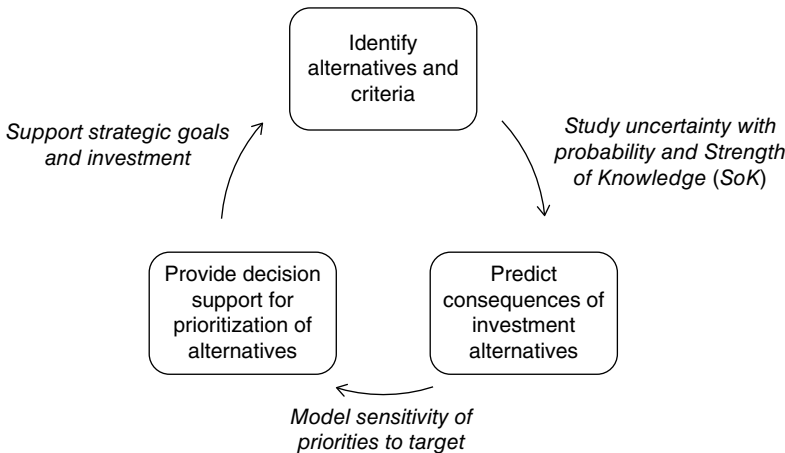 Identify
alternatives and
criteria
Support strategic goals
and investment
Study uncertainty with
probability and Strength
of Knowledge (SoK)
Provide decision
support for
prioritization of
alternatives
Predict
consequences of
investment
alternatives
Model sensitivity of
priorities to target